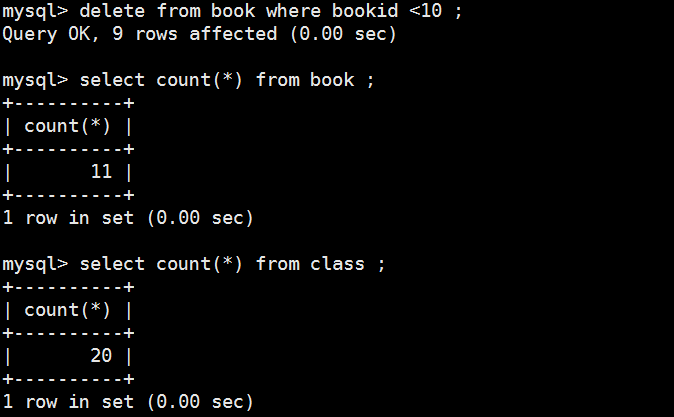 mysql> delete from book where bookid <10 ;
Query OK, 9 rows affected (0.00 sec)

mysql> select count(*) from book ;
+----------+
| count(*) |
+----------+
|       11 |
+----------+
1 row in set (0.00 sec)

mysql> select count(*) from class ;
+----------+
| count(*) |
+----------+
|       20 |
+----------+
1 row in set (0.00 sec)